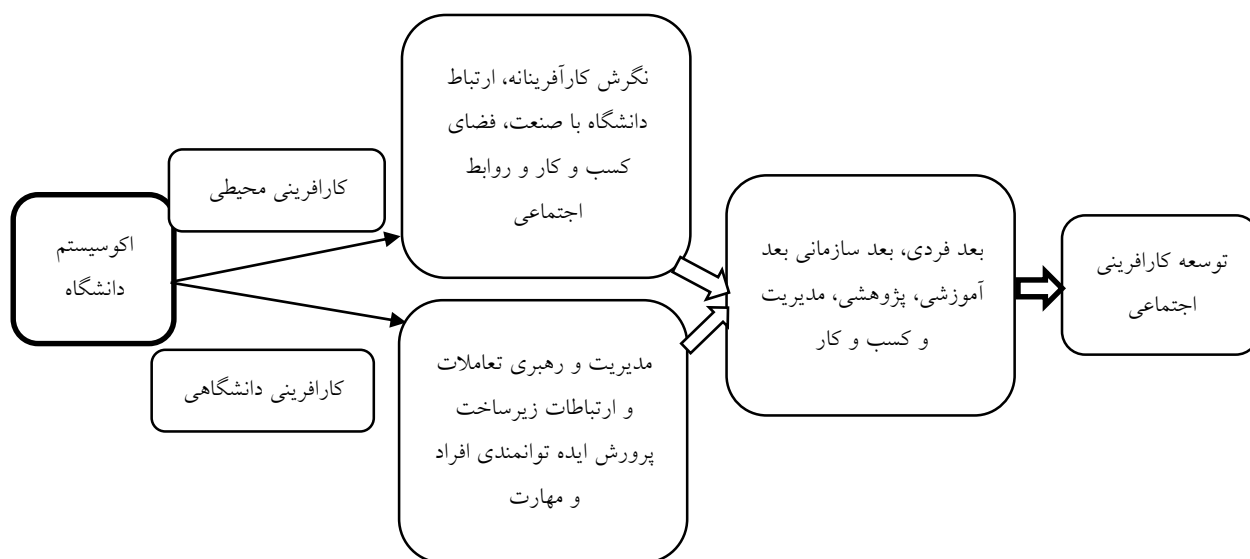 نگرش کارآفرینانه، ارتباط
دانشگاه با صنعت، فضای
کسب و کار و روابط
اجتماعی
کارافرینی محیطی
اکوسیستم
دانشگاه
کارافرینی دانشگاهی
مدیریت و رهبری تعاملات
و ارتباطات زیرساخت
پرورش ایده توانمندی افراد
و مهارت
بعد فردی، بعد سازمانی بعد
آموزشی، پژوهشی، مدیریت
و کسب و کار
توسعه کارافرینی
اجتماعی